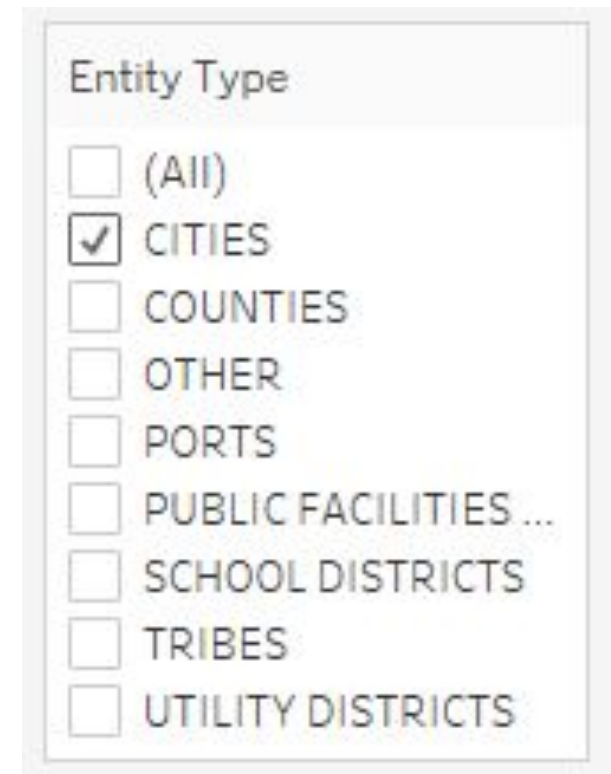 Entity Type
(All)
CITIES
COUNTIES
OTHER
PORTS
PUBLIC FACILITIES ...
SCHOOL DISTRICTS
TRIBES
UTILITY DISTRICTS